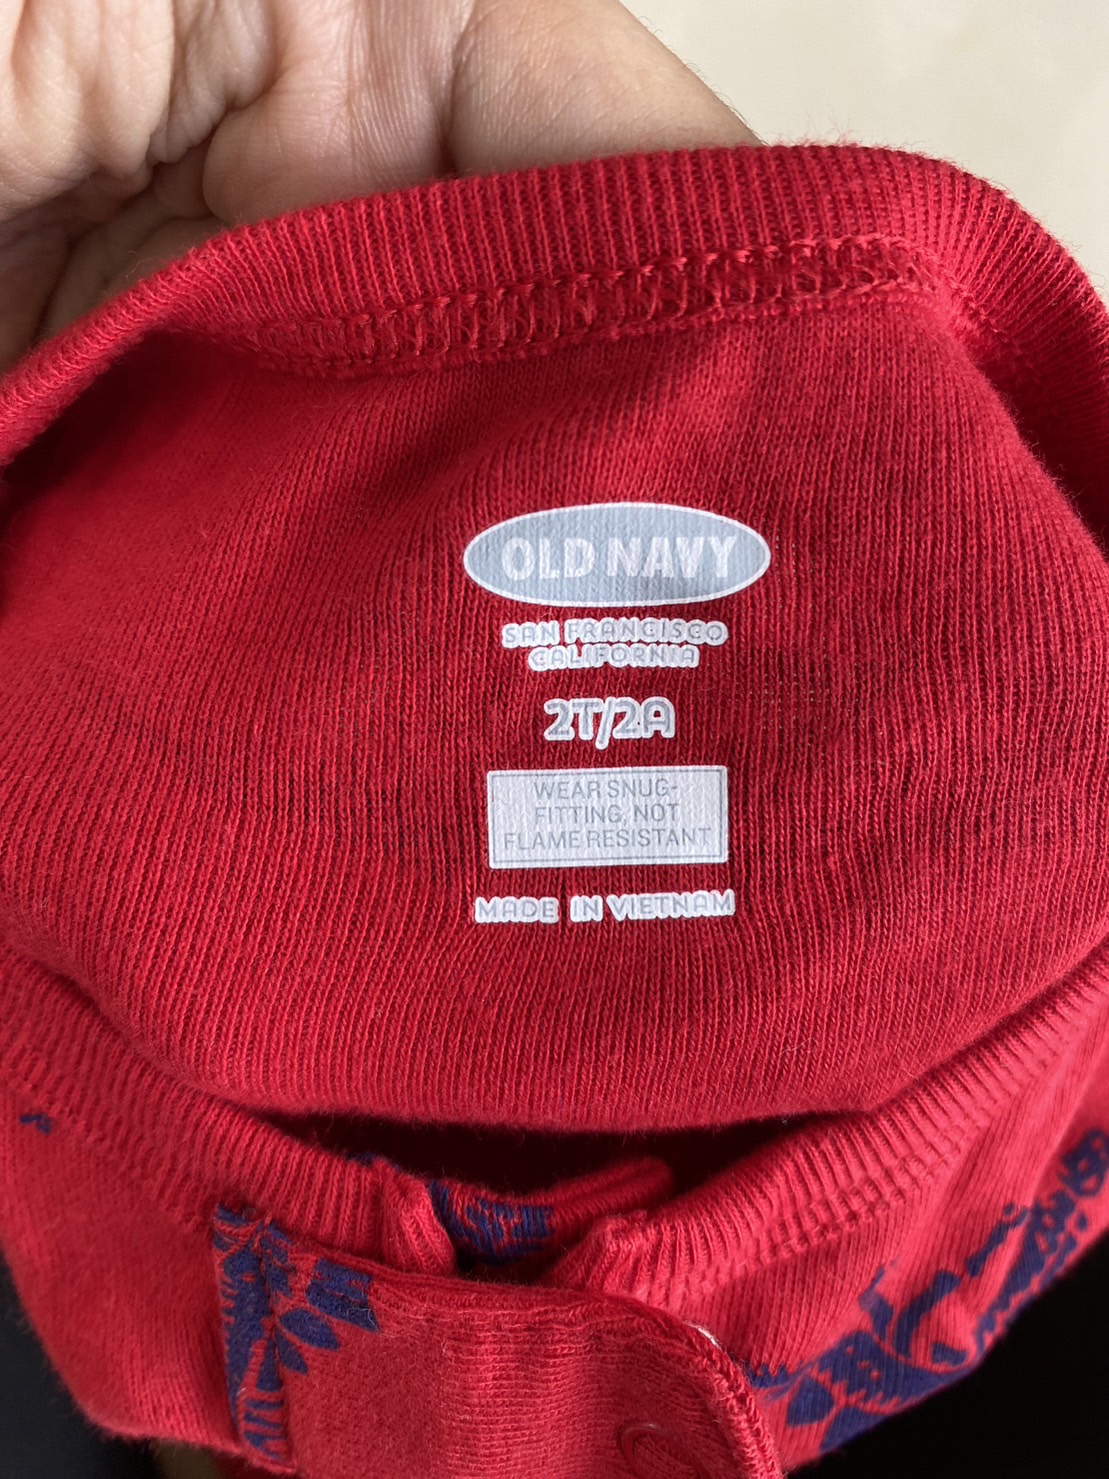 OLD NAVY
SAN FRANCISCO
CALIFORNIA
2T/2A
WEAR SNUG-
FITTING, NOT
FLAME RESISTANT
MADE IN VIETNAM